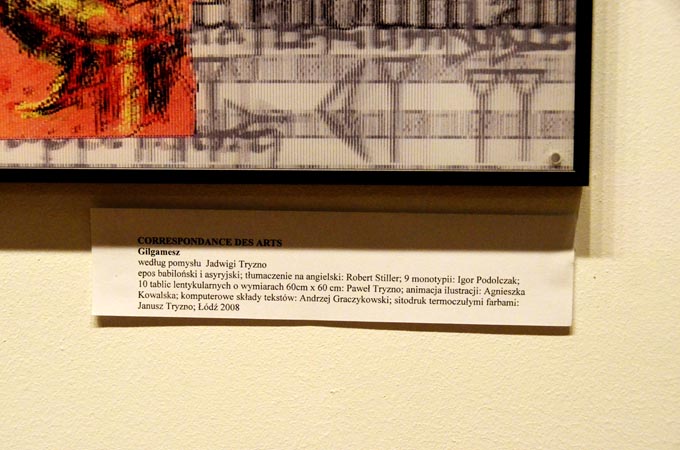 CORRESPONDANCE DES ARTS
Gilgamesz
według pomysłu Jadwigi Tryzno
epos babiloński i asyryjski; tłumaczenie na angielski: Robert Stiller; 9 monotypii: Igor Podolczak;
10 tablic lentykularnych o wymiarach 60cm x 60 cm: Paweł Tryzno; animacja ilustracji: Agnieszka
Kowalska; komputerowe składy tekstów: Andrzej Graczykowski; sitodruk termoczułymi farbami:
Janusz Tryzno; Łódź 2008